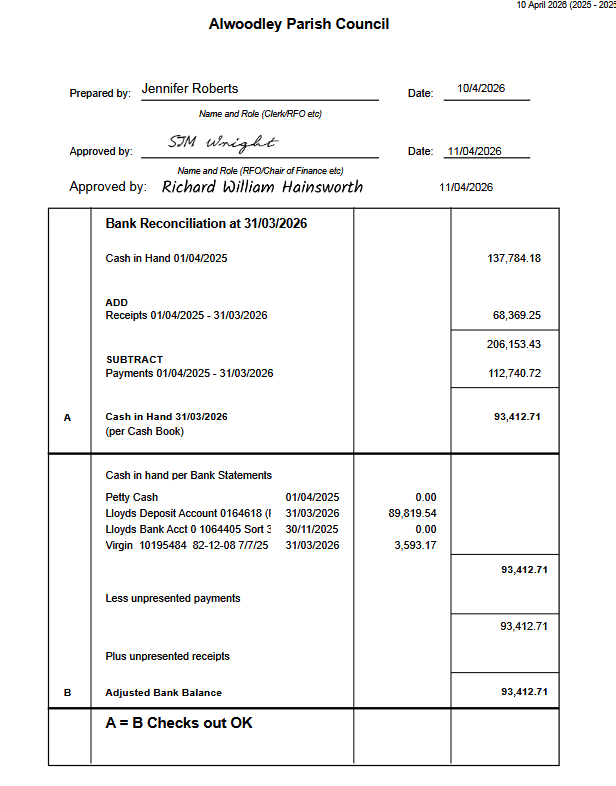 10 April 2026 (2025 - 202
Alwoodley Parish Council
Prepared by: Jennifer Roberts Date: 10/4/2026
Name and Role (Clerk/RFO etc)
Approved by: SJM Wright Date: 11/04/2026
Name and Role (RFO/Chair of Finance etc)
Approved by: Richard William Hainsworth 11/04/2026
Bank Reconciliation at 31/03/2026
Cash in Hand 01/04/2025 137,784.18
ADD
Receipts 01/04/2025 - 31/03/2026 68,369.25
206,153.43
SUBTRACT
Payments 01/04/2025 - 31/03/2026 112,740.72
A Cash in Hand 31/03/2026 93,412.71
(per Cash Book)
Cash in hand per Bank Statements
Petty Cash 01/04/2025 0.00
Lloyds Deposit Account 0164618 ( 31/03/2026 89,819.54
Lloyds Bank Acct 0 1064405 Sort 3 30/11/2025 0.00
Virgin 10195484 82-12-08 7/7/25 31/03/2026 3,593.17
93,412.71
Less unpresented payments
93,412.71
Plus unpresented receipts
B Adjusted Bank Balance 93,412.71
A = B Checks out OK